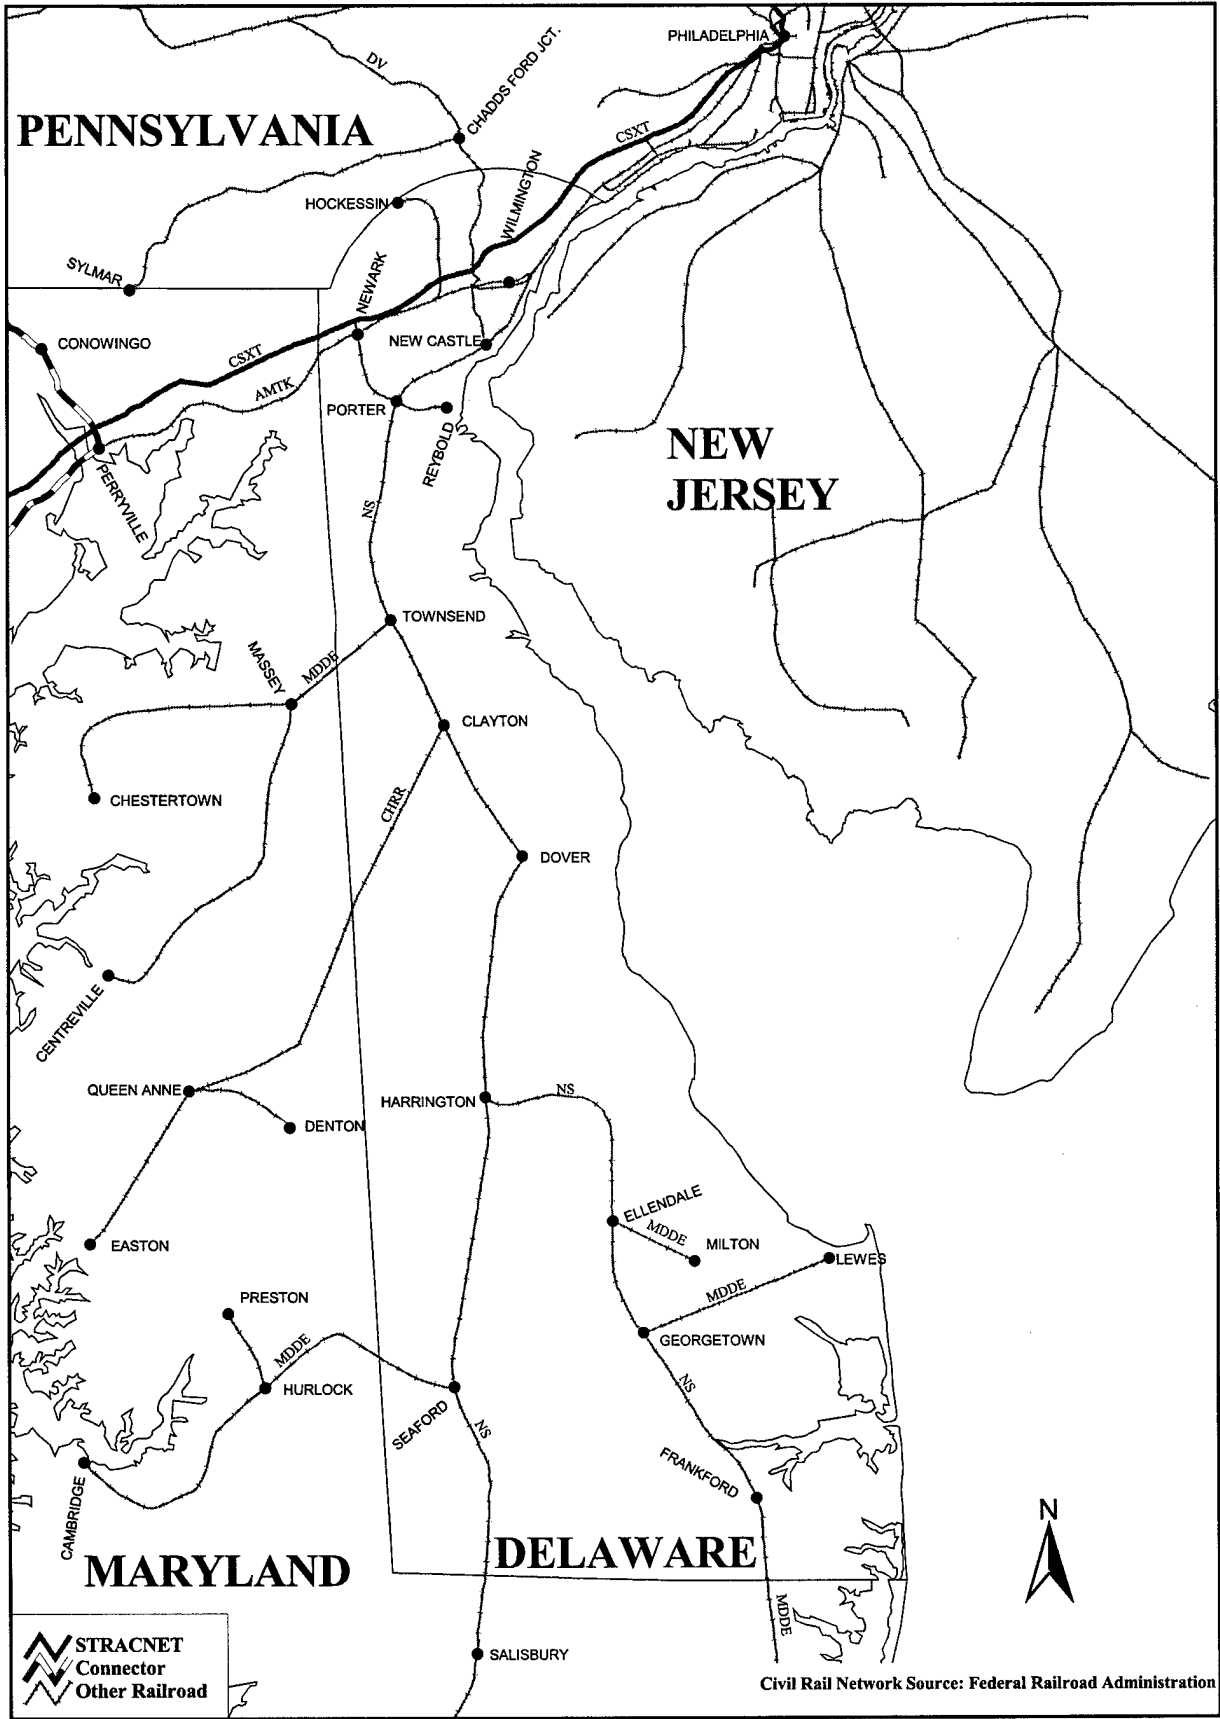 PHILADELPHIA
DV
CHADDS FORD JCT.
PENNSYLVANIA
CSXT
WILMINGTON
HOCKESSIN
SYLMAR
NEWARK
CONOWINGO
NEW CASTLE
CSXT
AMTK
PORTER
REYBOLD
NEW
JERSEY
PERRYVILLE
NS
TOWNSEND
MASSEY
MDDE
CLAYTON
CHESTERTOWN
CHRR
DOVER
CENTREVILLE
QUEEN ANNE
HARRINGTON
NS
DENTON
ELLENDALE
MDDE
MILTON
EASTON
LEWES
MDDE
PRESTON
GEORGETOWN
MDDE
HURLOCK
NS
SEAFORD
NS
FRANKFORD
CAMBRIDGE
N
DELAWARE
MARYLAND
MDDE
STRACNET
Connector
Other Railroad
SALISBURY
Civil Rail Network Source: Federal Railroad Administration